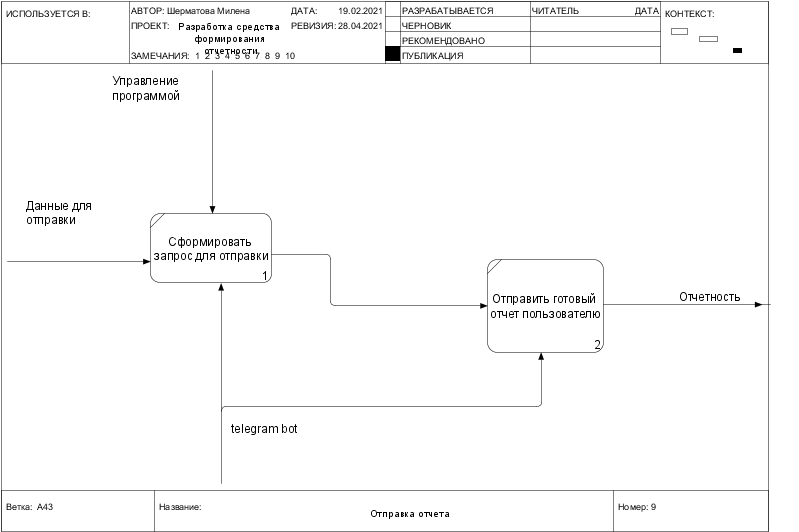 ИСПОЛЬЗУЕТСЯ В:
АВТОР: Шерматова Милена
ДАТА: 19.02.2021
ПРОЕКТ: Разработка средства
формирования
отчетности
РЕВИЗИЯ: 28.04.2021
ЗАМЕЧАНИЯ: 1 2 3 4 5 6 7 8 9 10
РАЗРАБАТЫВАЕТСЯ
ЧЕРНОВИК
РЕКОМЕНДОВАНО
ПУБЛИКАЦИЯ
ЧИТАТЕЛЬ
ДАТА
КОНТЕКСТ:
Управление
программой
Данные для
отправки
Сформировать
запрос для отправки
1
Отправить готовый
отчет пользователю
2
Отчетность
telegram bot
Ветка: A43
Название:
Отправка отчета
Номер: 9